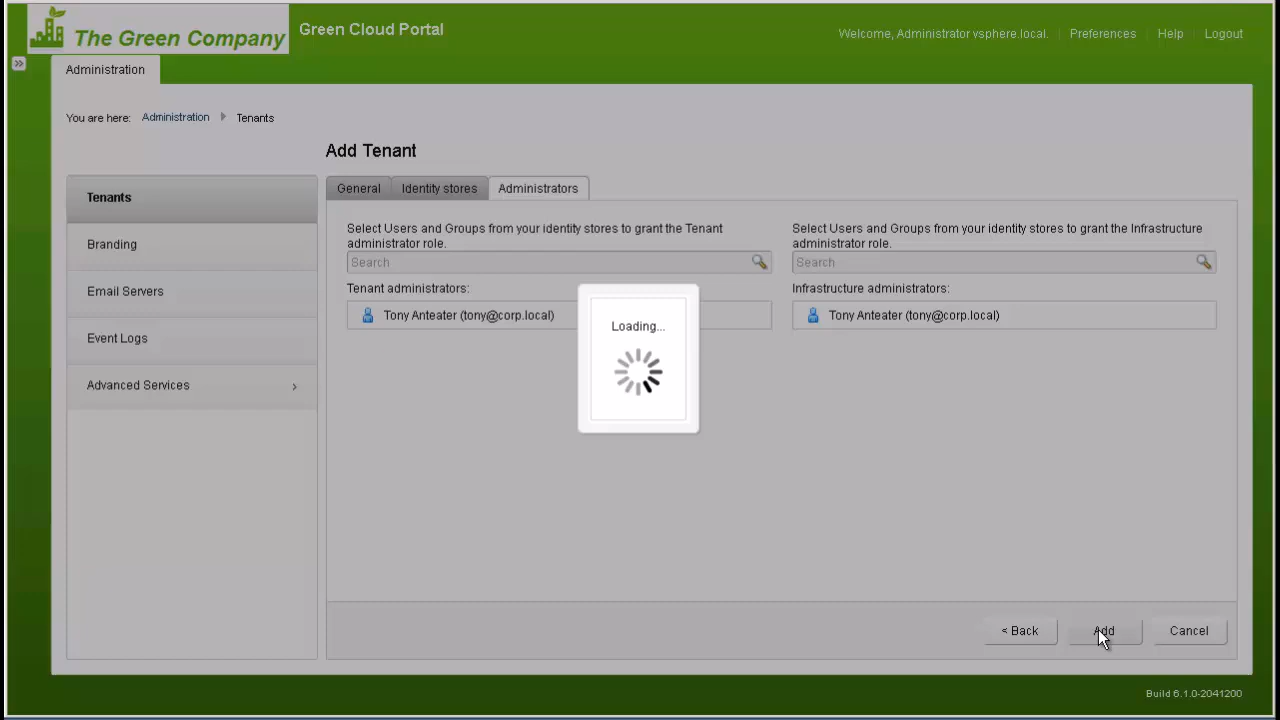 The Green Company
Green Cloud Portal
Welcome, Administrator vsphere.local.
Preferences
Help
Logout
Administration
You are here: Administration Tenants
Add Tenant
Tenants
Branding
Email Servers
Event Logs
Advanced Services
General
Identity stores
Administrators
Select Users and Groups from your identity stores to grant the Tenant
administrator role.
Search
Tenant administrators:
Tony Anteater (tony@corp.local)
Select Users and Groups from your identity stores to grant the Infrastructure
administrator role.
Search
Infrastructure administrators:
Tony Anteater (tony@corp.local)
Loading...
< Back
Add
Cancel
Build 6.1.0-2041200